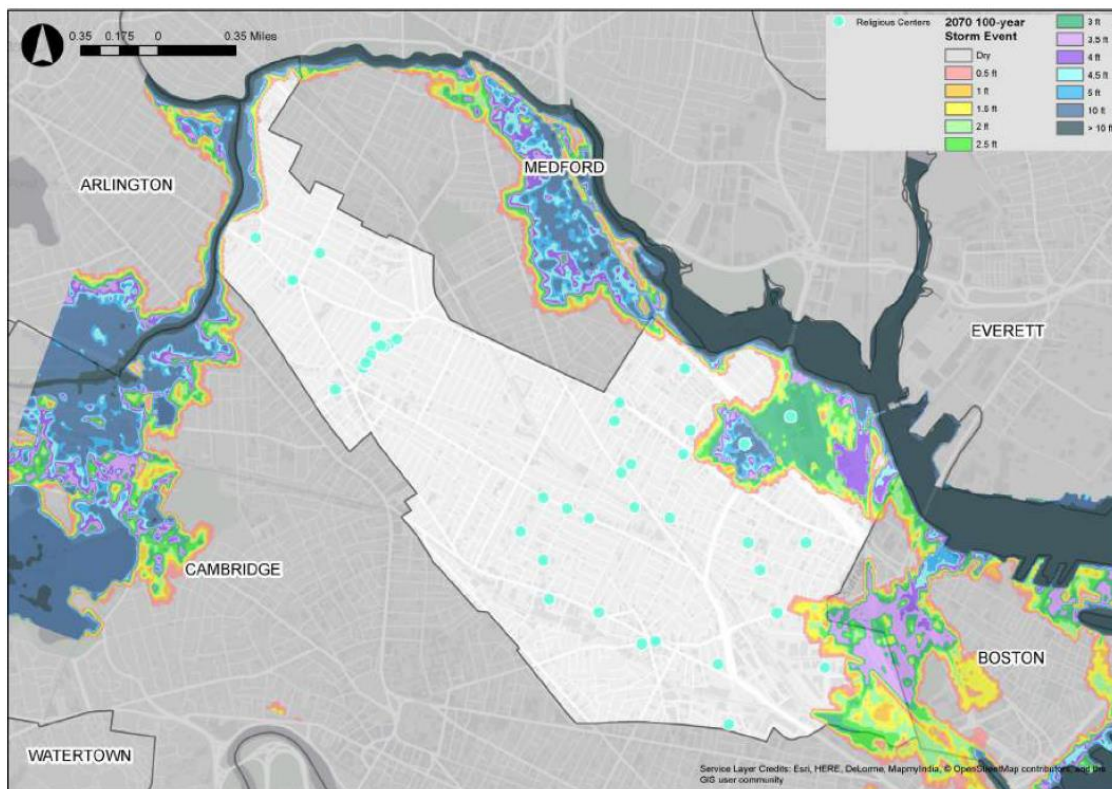 0.35 0.175 0 0.35 Miles
Religious Centers
2070 100-year
Storm Event
Dry
0.5 ft
1 ft
1.5 ft
2 ft
2.5 ft
3 ft
3.5 ft
4 ft
4.5 ft
5 ft
10 ft
> 10 ft
MEDFORD
ARLINGTON
EVERETT
CAMBRIDGE
BOSTON
WATERTOWN
Service Layer Credits: Esri, HERE, DeLorme, MapmyIndia, © OpenStreetMap contributors, and the
GIS user community